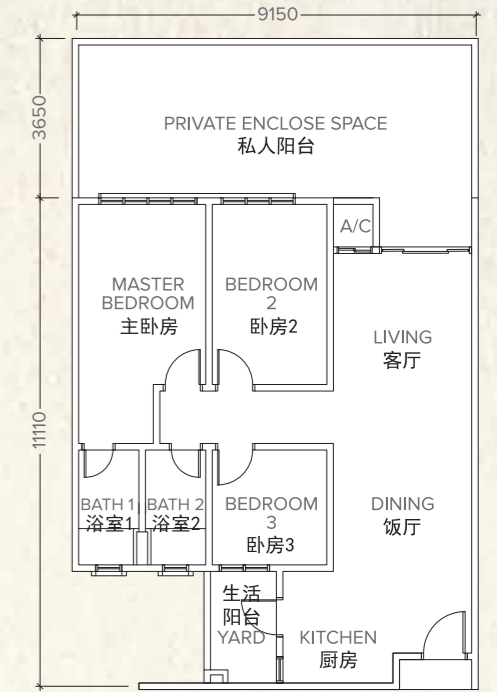 9150
3650
PRIVATE ENCLOSE SPACE
私人阳台
A/C
MASTER
BEDROOM
主卧房
BEDROOM
2
卧房2
LIVING
客厅
11110
BATH 1
浴室1
BATH 2
浴室2
BEDROOM
3
卧房3
DINING
饭厅
生活
阳台
YARD
KITCHEN
厨房